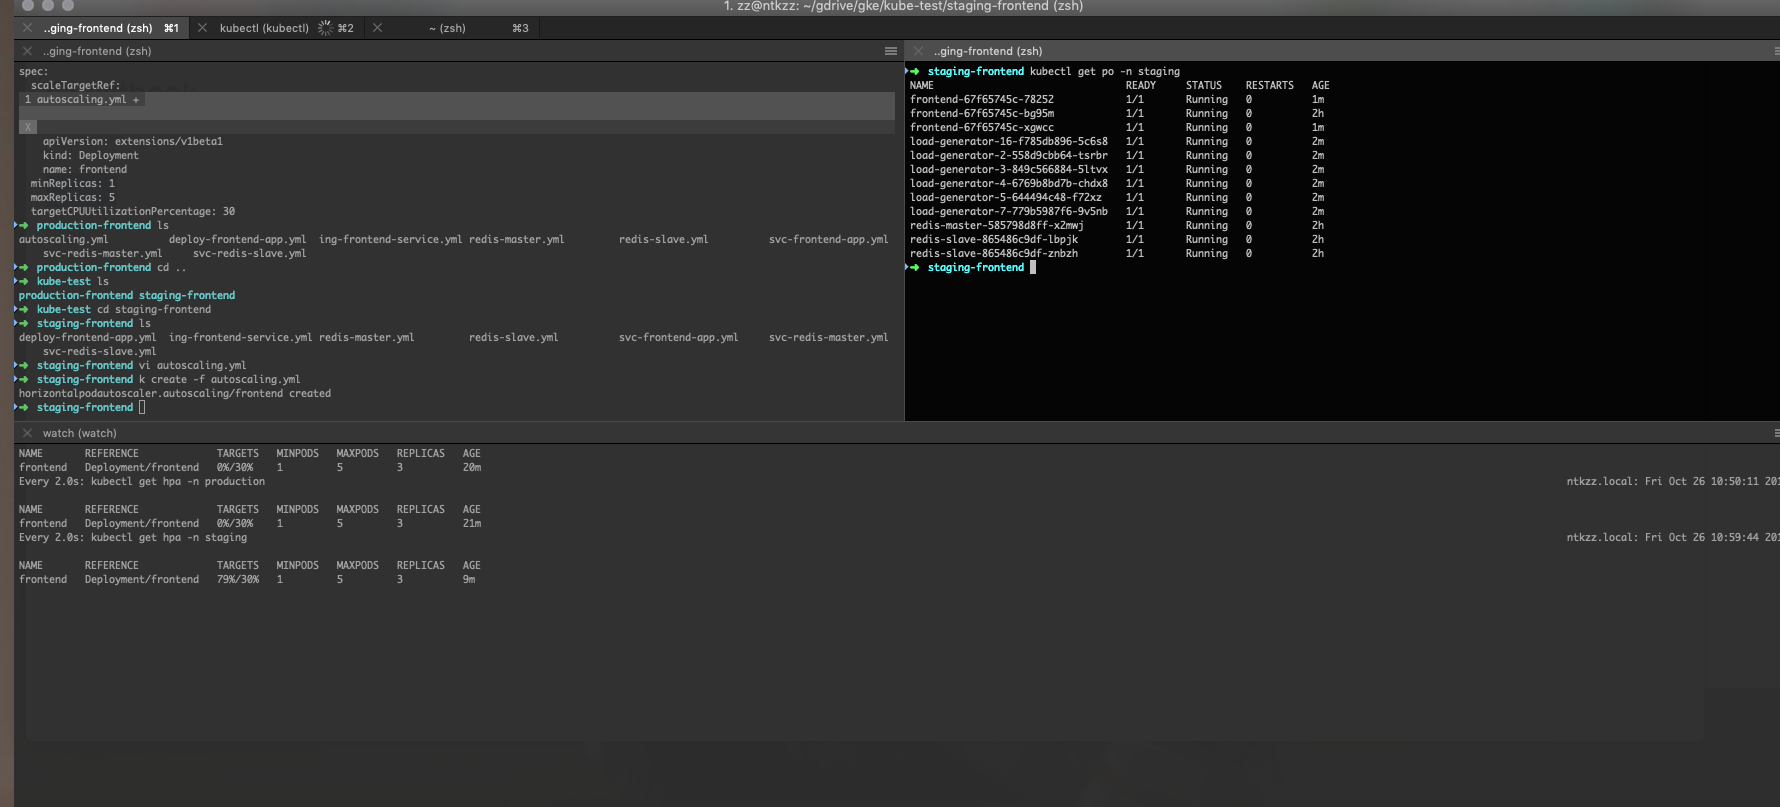 1. zz@ntkzz: ~/gdrive/gke/kube-test/staging-frontend (zsh)
..ging-frontend (zsh) ⌘1 kubectl (kubectl) ⌘2 ~ (zsh) ⌘3
..ging-frontend (zsh)
spec:
scaleTargetRef:
1 autoscaling.yml +
X
apiVersion: extensions/v1beta1
kind: Deployment
name: frontend
minReplicas: 1
maxReplicas: 5
targetCPUUtilizationPercentage: 30
➜ production-frontend ls
autoscaling.yml deploy-frontend-app.yml ing-frontend-service.yml redis-master.yml redis-slave.yml svc-frontend-app.yml
svc-redis-master.yml svc-redis-slave.yml
➜ production-frontend cd ..
➜ kube-test ls
production-frontend staging-frontend
➜ kube-test cd staging-frontend
➜ staging-frontend ls
deploy-frontend-app.yml ing-frontend-service.yml redis-master.yml redis-slave.yml svc-frontend-app.yml svc-redis-master.yml
svc-redis-slave.yml
➜ staging-frontend vi autoscaling.yml
➜ staging-frontend k create -f autoscaling.yml
horizontalpodautoscaler.autoscaling/frontend created
➜ staging-frontend
..ging-frontend (zsh)
➜ staging-frontend kubectl get po -n staging
NAME READY STATUS RESTARTS AGE
frontend-67f65745c-78252 1/1 Running 0 1m
frontend-67f65745c-bg95m 1/1 Running 0 2h
frontend-67f65745c-xgwcc 1/1 Running 0 1m
load-generator-16-f785db896-5c6s8 1/1 Running 0 2m
load-generator-2-558d9cbb64-tsrbr 1/1 Running 0 2m
load-generator-3-849c566884-5ltvx 1/1 Running 0 2m
load-generator-4-6769b8bd7b-chdx8 1/1 Running 0 2m
load-generator-5-644494c48-f72xz 1/1 Running 0 2m
load-generator-7-779b5987f6-9v5nb 1/1 Running 0 2m
redis-master-585798d8ff-x2mwj 1/1 Running 0 2h
redis-slave-865486c9df-lbpjk 1/1 Running 0 2h
redis-slave-865486c9df-znbzh 1/1 Running 0 2h
➜ staging-frontend
watch (watch)
NAME REFERENCE TARGETS MINPODS MAXPODS REPLICAS AGE
frontend Deployment/frontend 0%/30% 1 5 3 20m
Every 2.0s: kubectl get hpa -n production ntkzz.local: Fri Oct 26 10:50:11 201
NAME REFERENCE TARGETS MINPODS MAXPODS REPLICAS AGE
frontend Deployment/frontend 0%/30% 1 5 3 21m
Every 2.0s: kubectl get hpa -n staging ntkzz.local: Fri Oct 26 10:59:44 201
NAME REFERENCE TARGETS MINPODS MAXPODS REPLICAS AGE
frontend Deployment/frontend 79%/30% 1 5 3 9m